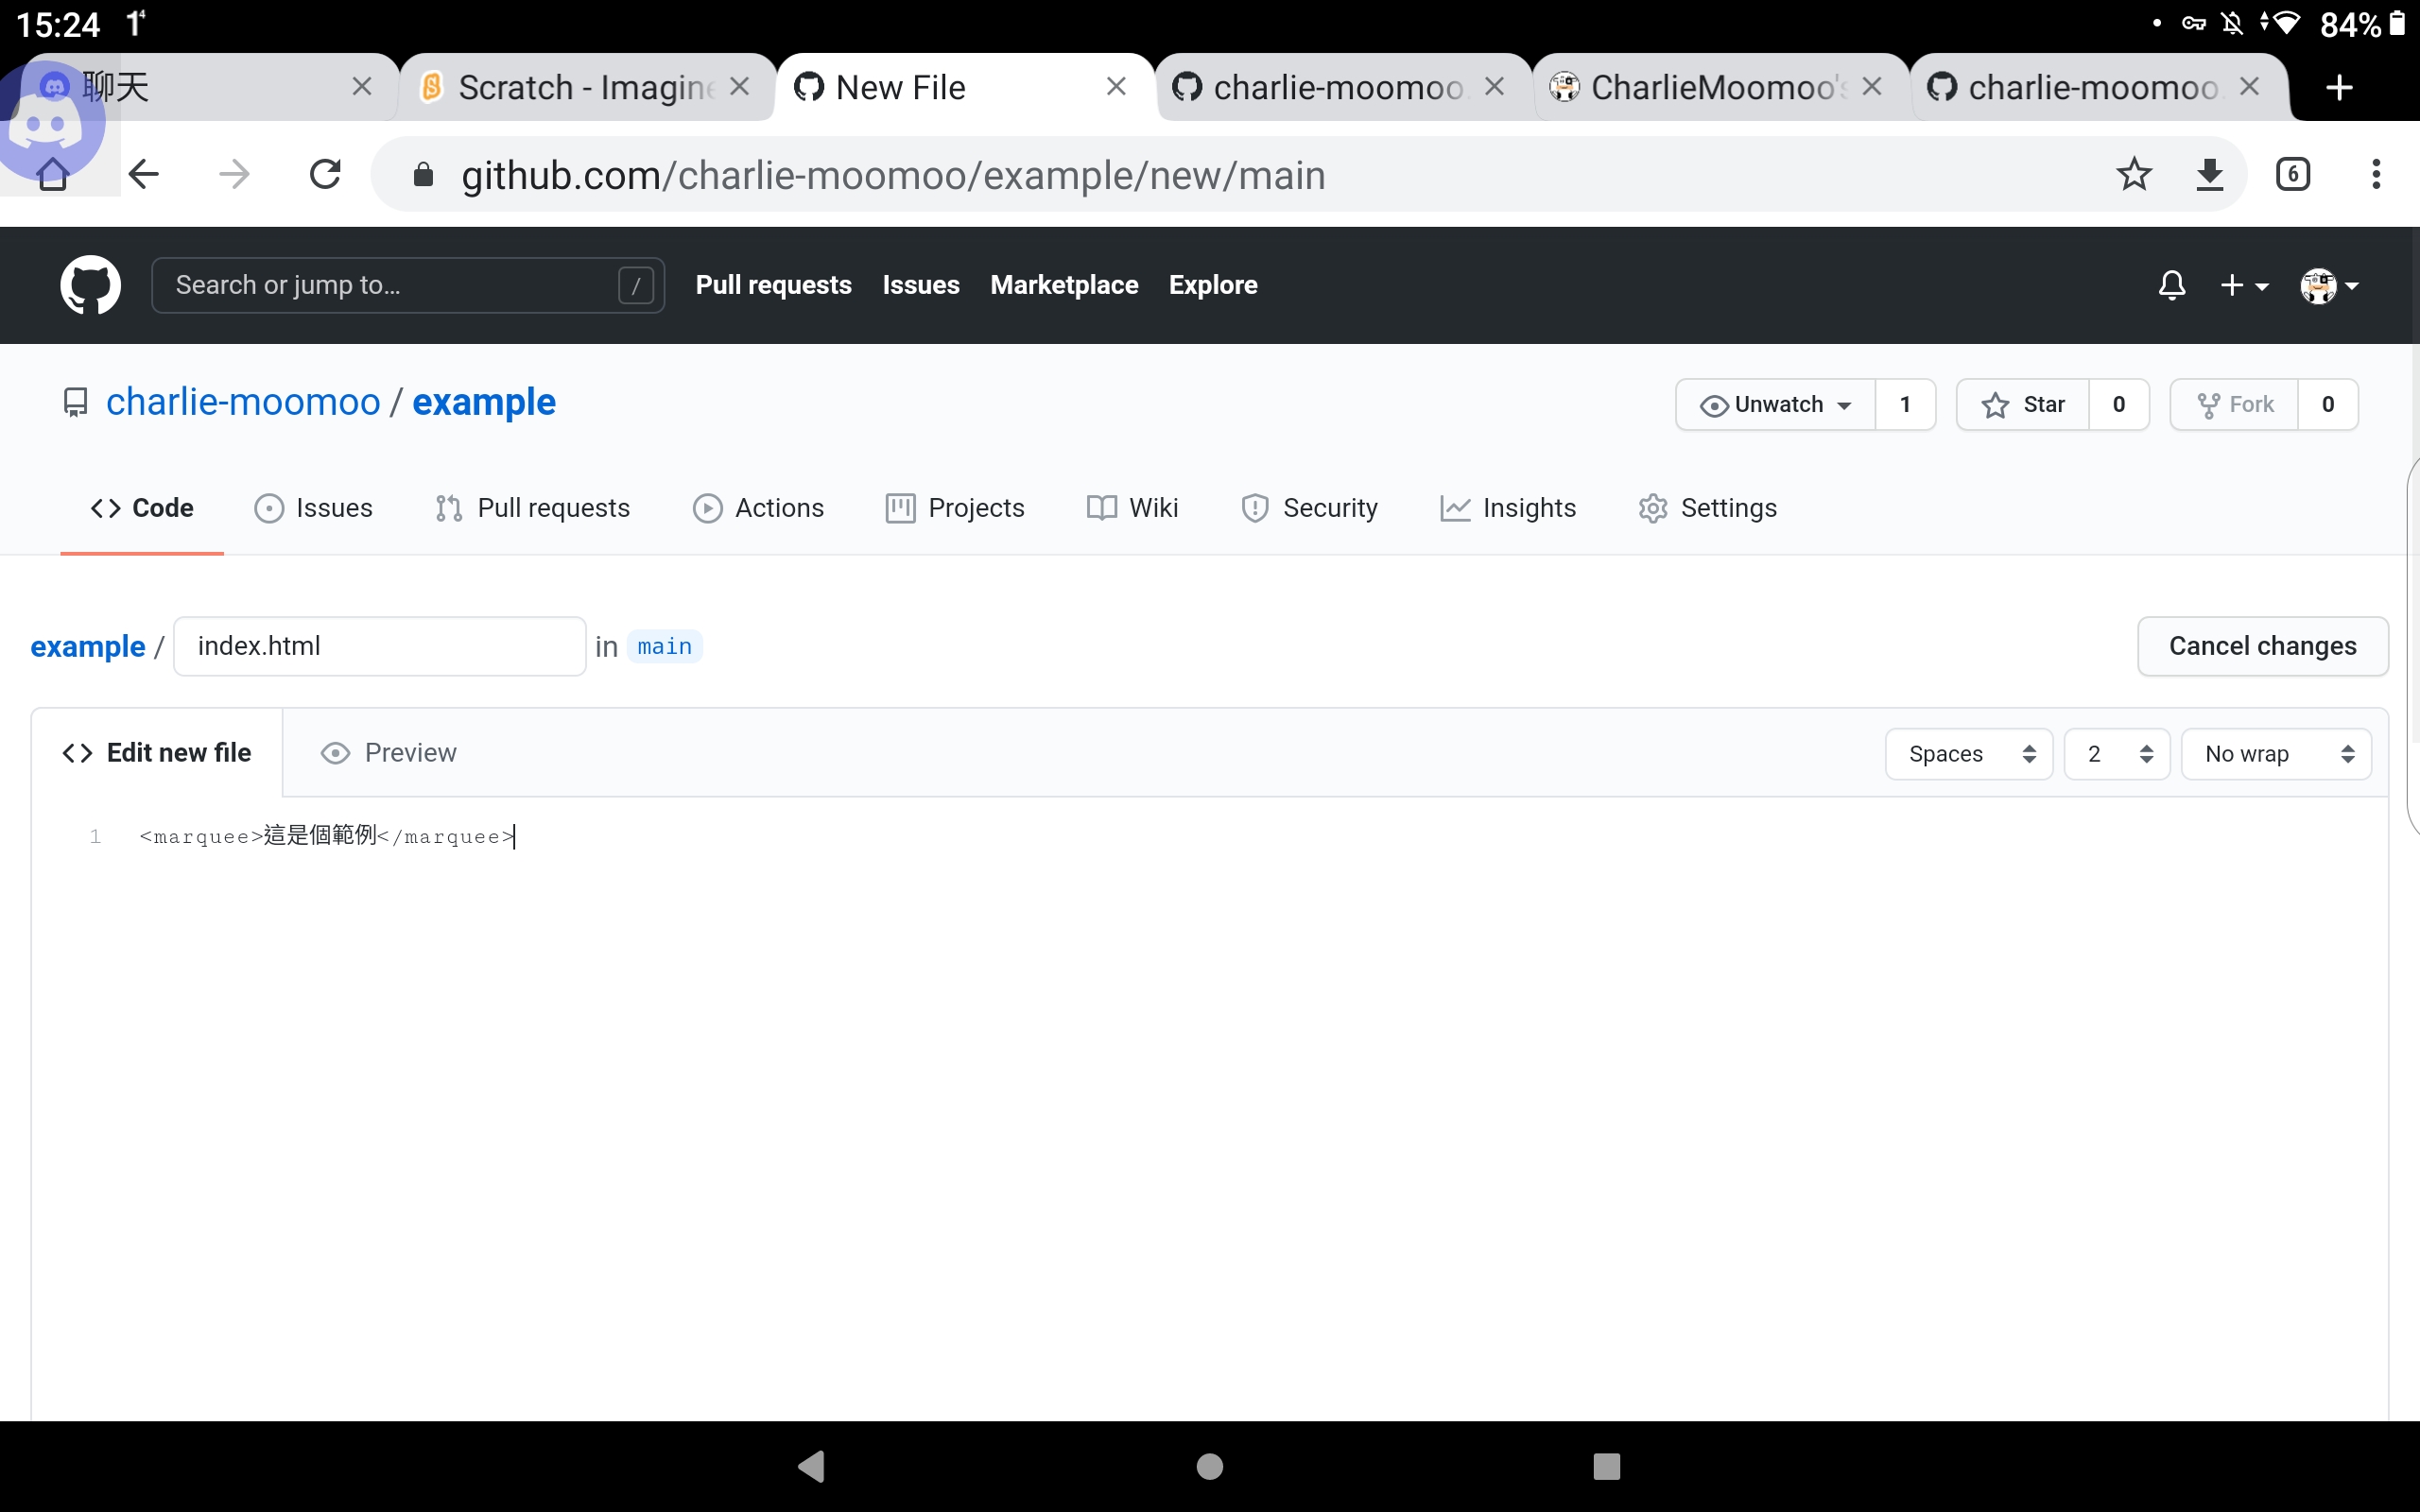 15:24 84%
聊天
Scratch - Imagine
New File
charlie-moomoo.
CharlieMoomoo's
charlie-moomoo.
github.com/charlie-moomoo/example/new/main
6
Search or jump to… /
Pull requests Issues Marketplace Explore
charlie-moomoo / example
Unwatch 1 Star 0 Fork 0
Code Issues Pull requests Actions Projects Wiki Security Insights Settings
example / index.html in main
Cancel changes
Edit new file Preview
Spaces 2 No wrap
1 <marquee>這是個範例</marquee>